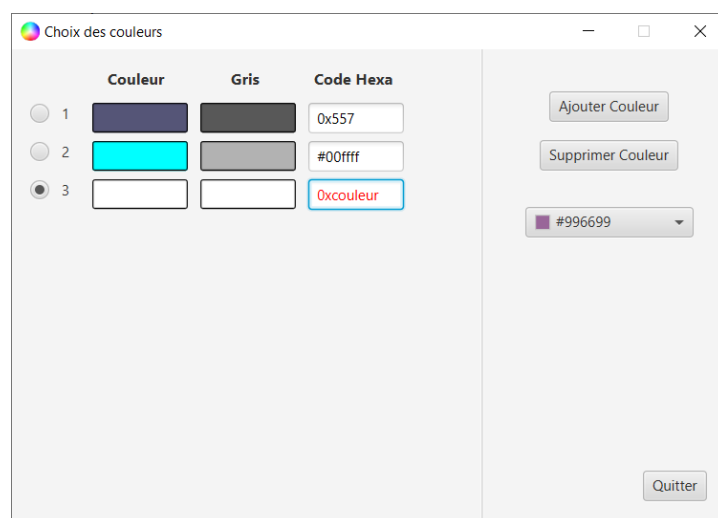 Choix des couleurs
Couleur Gris Code Hexa
1 0x557
2 #00ffff
3 0xcouleur
Ajouter Couleur
Supprimer Couleur
#996699
Quitter